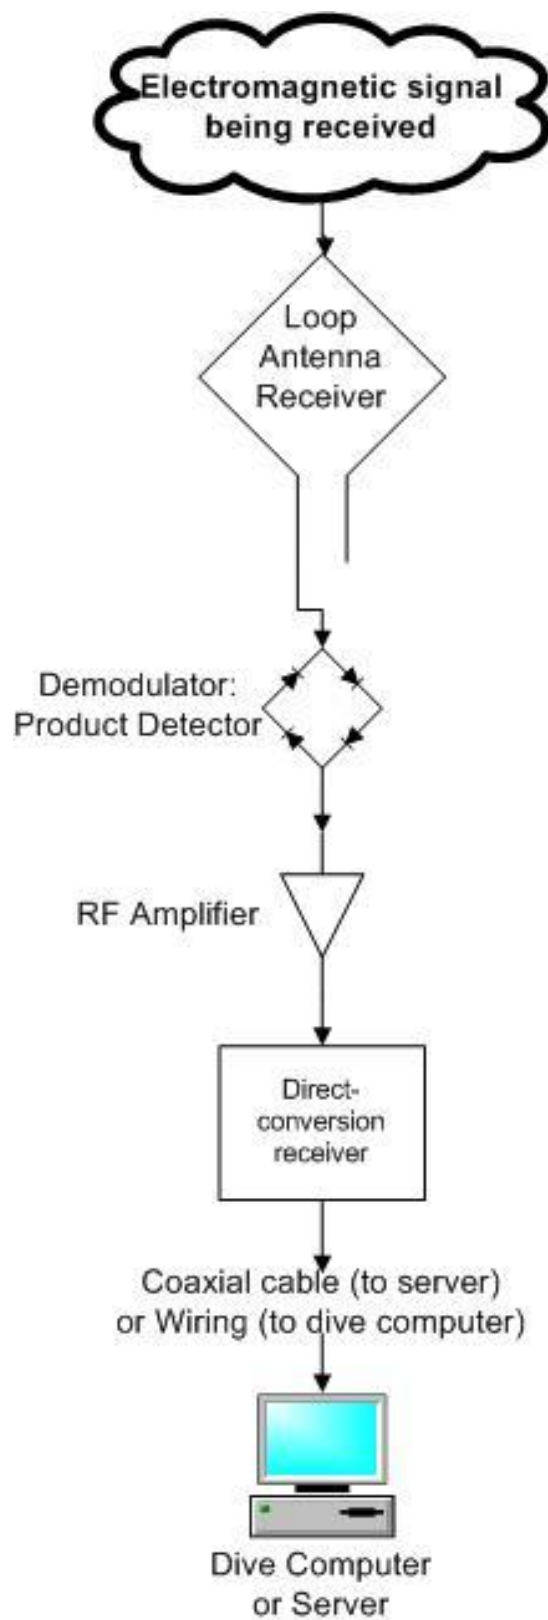 Electromagnetic signal
being received
Loop
Antenna
Receiver
Demodulator:
Product Detector
RF Amplifier
Direct-
conversion
receiver
Coaxial cable (to server)
or Wiring (to dive computer)
Dive Computer
or Server